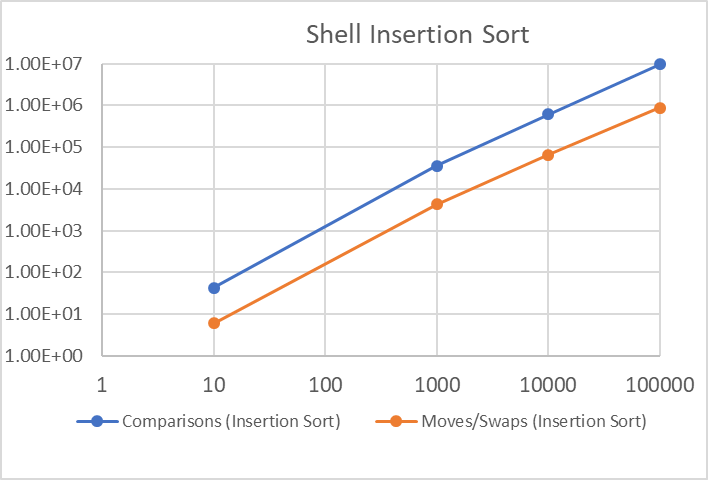 Shell Insertion Sort
1.00E+07
1.00E+06
1.00E+05
1.00E+04
1.00E+03
1.00E+02
1.00E+01
1.00E+00
1 10 100 1000 10000 100000
Comparisons (Insertion Sort) Moves/Swaps (Insertion Sort)